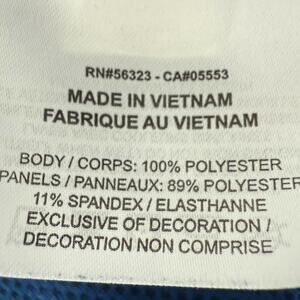 RN#56323 - CA#05553
MADE IN VIETNAM
FABRIQUE AU VIETNAM
BODY / CORPS: 100% POLYESTER
PANELS / PANNEAUX: 89% POLYESTER
11% SPANDEX / ELASTHANNE
EXCLUSIVE OF DECORATION /
DECORATION NON COMPRISE